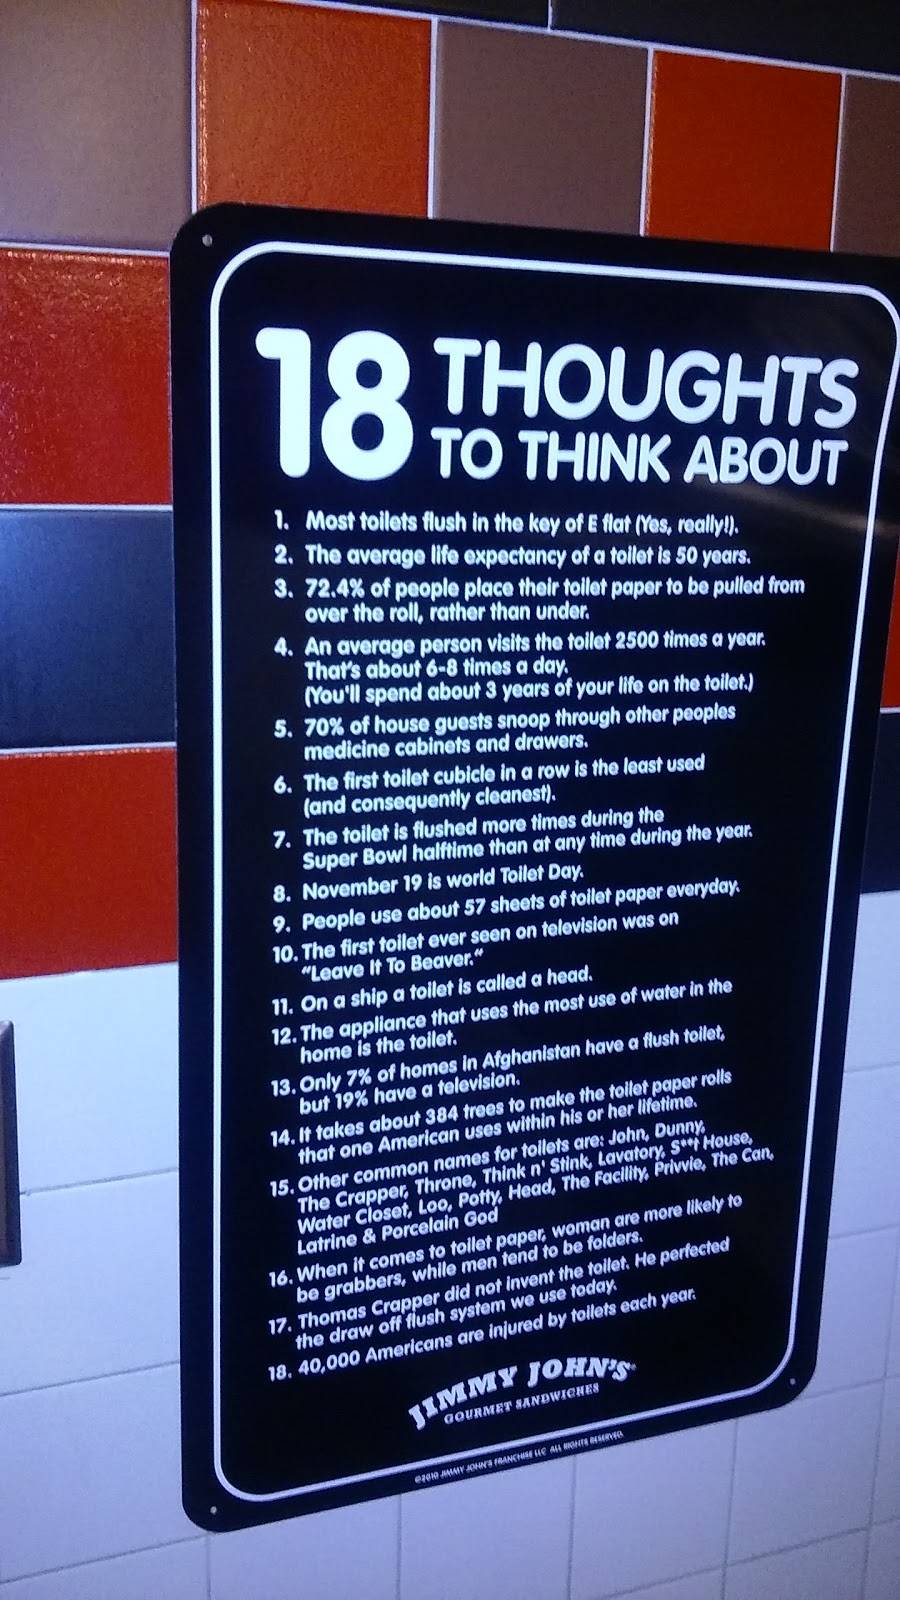 18 THOUGHTS
TO THINK ABOUT
1. Most toilets flush in the key of E flat (Yes, really!).
2. The average life expectancy of a toilet is 50 years.
3. 72.4% of people place their toilet paper to be pulled from
over the roll, rather than under.
4. An average person visits the toilet 2500 times a year.
That's about 6-8 times a day.
(You'll spend about 3 years of your life on the toilet.)
5. 70% of house guests snoop through other peoples
medicine cabinets and drawers.
6. The first toilet cubicle in a row is the least used
(and consequently cleanest).
7. The toilet is flushed more times during the
Super Bowl halftime than at any time during the year.
8. November 19 is world Toilet Day.
9. People use about 57 sheets of toilet paper everyday.
10. The first toilet ever seen on television was on
"Leave It To Beaver."
11. On a ship a toilet is called a head.
12. The appliance that uses the most use of water in the
home is the toilet.
13. Only 7% of homes in Afghanistan have a flush toilet,
but 19% have a television.
14. It takes about 384 trees to make the toilet paper rolls
that one American uses within his or her lifetime.
15. Other common names for toilets are: John, Dunny,
The Crapper, Throne, Think n' Stink, Lavatory, S**t House,
Water Closet, Loo, Potty, Head, The Facility, Privvie, The Can,
Latrine & Porcelain God
16. When it comes to toilet paper, woman are more likely to
be grabbers, while men tend to be folders.
17. Thomas Crapper did not invent the toilet. He perfected
the draw off flush system we use today.
18. 40,000 Americans are injured by toilets each year.
JIMMY JOHN'S®
GOURMET SANDWICHES
©2010 JIMMY JOHN'S FRANCHISE LLC ALL RIGHTS RESERVED.